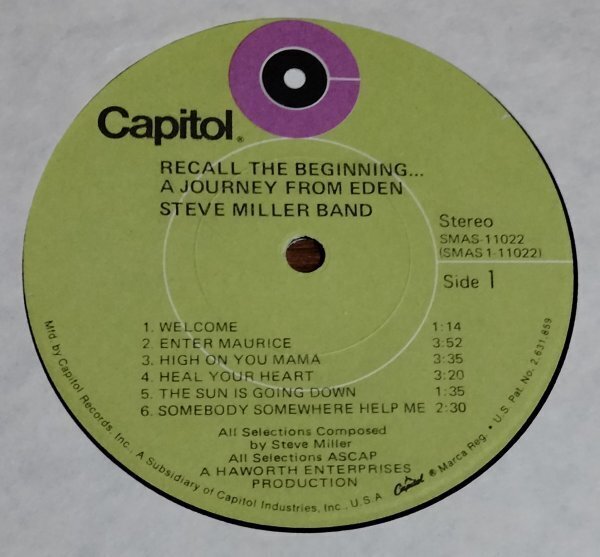 Capitol®
RECALL THE BEGINNING...
A JOURNEY FROM EDEN
STEVE MILLER BAND
Stereo
SMAS-11022
(SMAS 1-11022)
Side 1
1. WELCOME 1:14
2. ENTER MAURICE 3:52
3. HIGH ON YOU MAMA 3:35
4. HEAL YOUR HEART 3:20
5. THE SUN IS GOING DOWN 1:35
6. SOMEBODY SOMEWHERE HELP ME 2:30
All Selections Composed
by Steve Miller
All Selections ASCAP
A HAWORTH ENTERPRISES
PRODUCTION
Mfd. by Capitol Records, Inc., A Subsidiary of Capitol Industries, Inc., U.S.A. Capitol ® Marca Reg. • U.S. Pat. No. 2,631,859